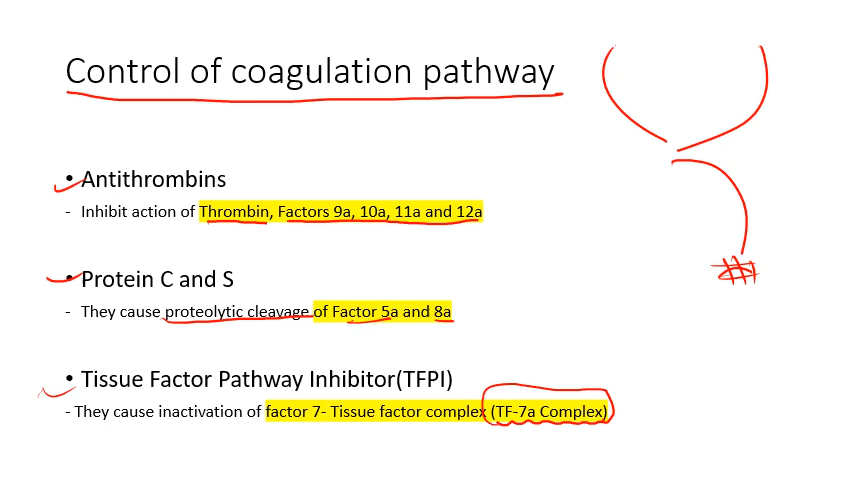 Control of coagulation pathway
• Antithrombins
- Inhibit action of Thrombin, Factors 9a, 10a, 11a and 12a
• Protein C and S
- They cause proteolytic cleavage of Factor 5a and 8a
• Tissue Factor Pathway Inhibitor(TFPI)
- They cause inactivation of factor 7- Tissue factor complex (TF-7a Complex)